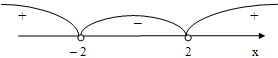 + − +
− 2 2 x